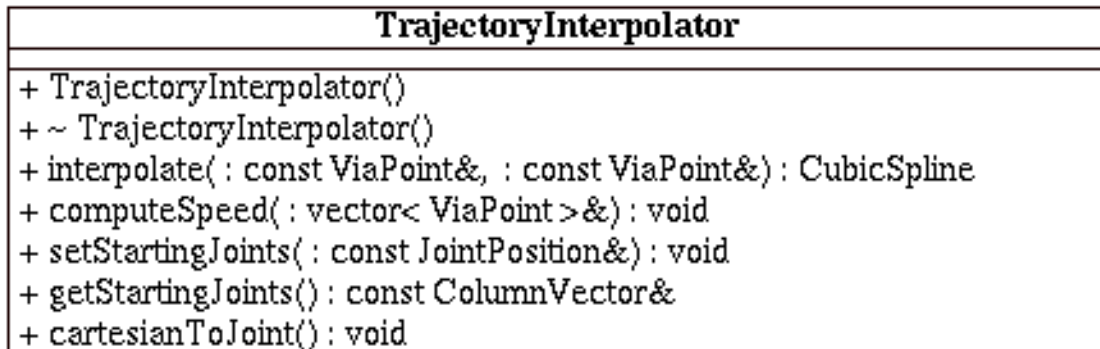 TrajectoryInterpolator
+ TrajectoryInterpolator()
+ ~ TrajectoryInterpolator()
+ interpolate( : const ViaPoint&, : const ViaPoint&) : CubicSpline
+ computeSpeed( : vector< ViaPoint >&) : void
+ setStartingJoints( : const JointPosition&) : void
+ getStartingJoints() : const ColumnVector&
+ cartesianToJoint() : void